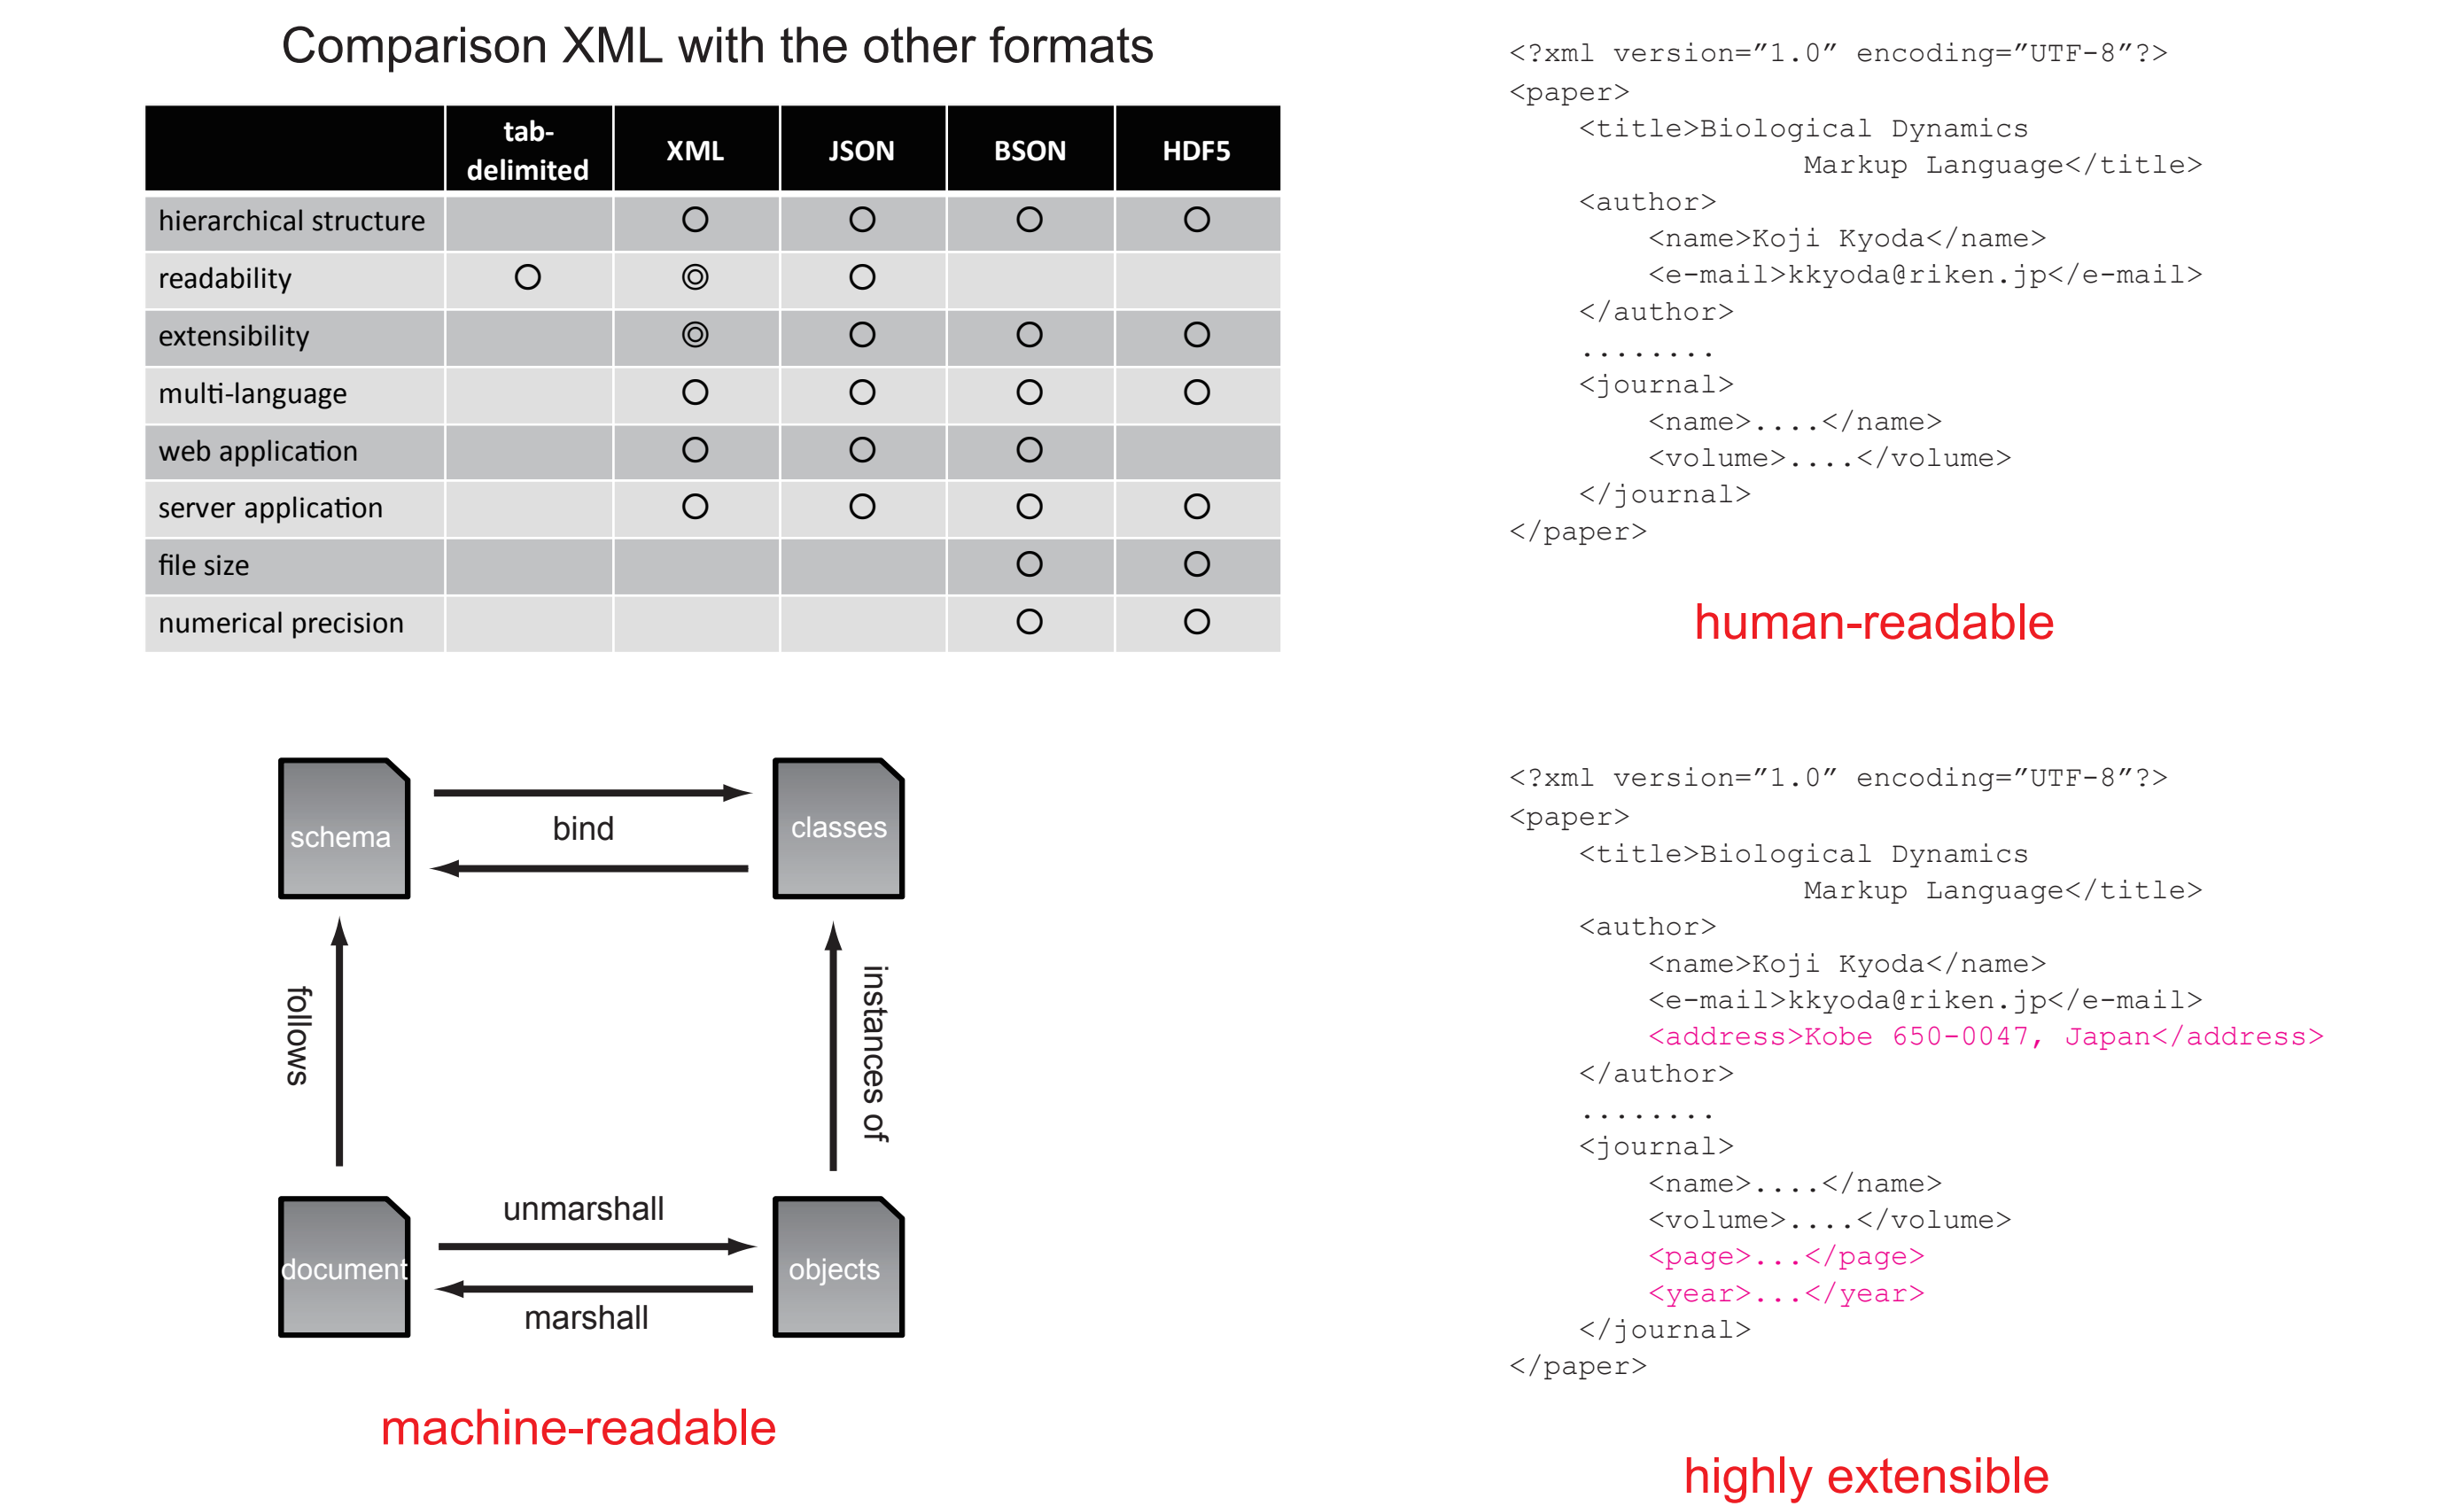 Comparison XML with the other formats
tab-delimited XML JSON BSON HDF5
hierarchical structure ○ ○ ○ ○
readability ○ ◎ ○
extensibility ◎ ○ ○ ○
multi-language ○ ○ ○ ○
web application ○ ○ ○
server application ○ ○ ○ ○
file size ○ ○
numerical precision ○ ○
<?xml version=”1.0” encoding=”UTF-8”?>
<paper>
<title>Biological Dynamics
Markup Language</title>
<author>
<name>Koji Kyoda</name>
<e-mail>kkyoda@riken.jp</e-mail>
</author>
........
<journal>
<name>....</name>
<volume>....</volume>
</journal>
</paper>
human-readable
schema
bind
classes
follows
instances of
document
unmarshall
marshall
objects
machine-readable
<?xml version=”1.0” encoding=”UTF-8”?>
<paper>
<title>Biological Dynamics
Markup Language</title>
<author>
<name>Koji Kyoda</name>
<e-mail>kkyoda@riken.jp</e-mail>
<address>Kobe 650-0047, Japan</address>
</author>
........
<journal>
<name>....</name>
<volume>....</volume>
<page>...</page>
<year>...</year>
</journal>
</paper>
highly extensible